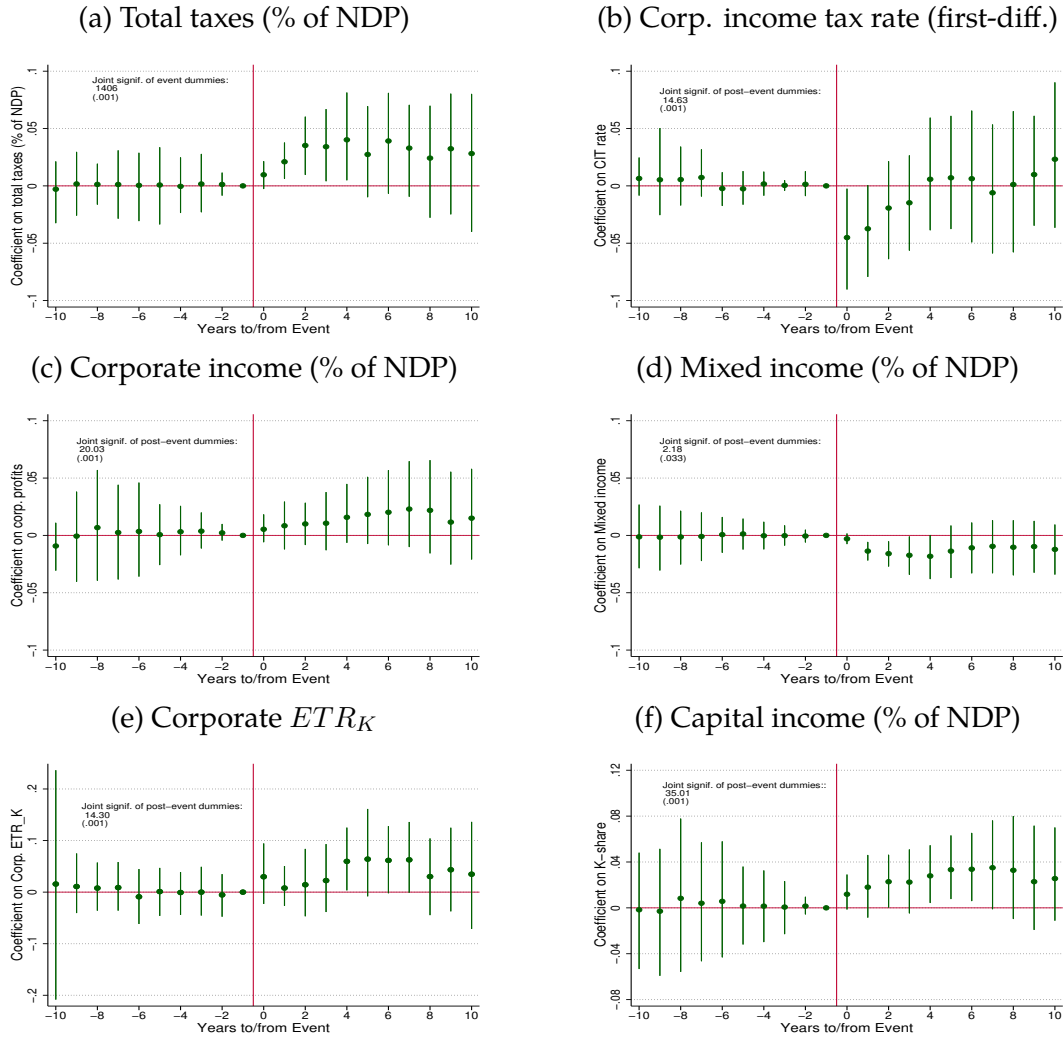 (a) Total taxes (% of NDP)
Joint signif. of event dummies:
1406
(.001)
Coefficient on total taxes (% of NDP)
.1
.05
0
-.05
-.1
-10 -8 -6 -4 -2 0 2 4 6 8 10
Years to/from Event
(b) Corp. income tax rate (first-diff.)
Joint signif. of post-event dummies:
14.63
(.001)
Coefficient on CIT rate
.1
.05
0
-.05
-.1
-10 -8 -6 -4 -2 0 2 4 6 8 10
Years to/from Event
(c) Corporate income (% of NDP)
Joint signif. of post-event dummies:
20.03
(.001)
Coefficient on corp. profits
.1
.05
0
-.05
-.1
-10 -8 -6 -4 -2 0 2 4 6 8 10
Years to/from Event
(d) Mixed income (% of NDP)
Joint signif. of post-event dummies:
2.18
(.033)
Coefficient on Mixed income
.1
.05
0
-.05
-.1
-10 -8 -6 -4 -2 0 2 4 6 8 10
Years to/from Event
(e) Corporate ETR_K
Joint signif. of post-event dummies:
14.30
(.001)
Coefficient on Corp. ETR_K
.2
.1
0
-.1
-.2
-10 -8 -6 -4 -2 0 2 4 6 8 10
Years to/from Event
(f) Capital income (% of NDP)
Joint signif. of post-event dummies::
35.01
(.001)
Coefficient on K-share
.12
.08
.04
0
-.04
-.08
-10 -8 -6 -4 -2 0 2 4 6 8 10
Years to/from Event